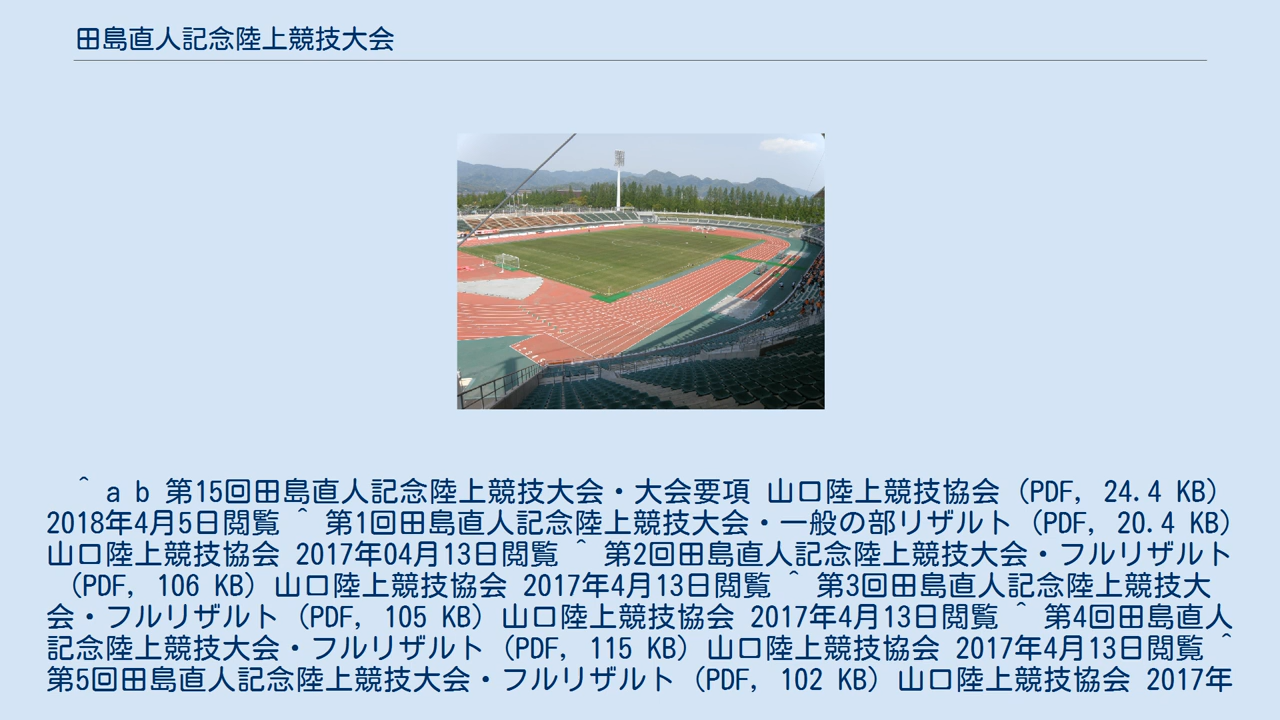 田島直人記念陸上競技大会
^ a b 第15回田島直人記念陸上競技大会・大会要項 山口陸上競技協会 (PDF, 24.4 KB)
2018年4月5日閲覧 ^ 第1回田島直人記念陸上競技大会・一般の部リザルト (PDF, 20.4 KB)
山口陸上競技協会 2017年04月13日閲覧 ^ 第2回田島直人記念陸上競技大会・フルリザルト
(PDF, 106 KB) 山口陸上競技協会 2017年4月13日閲覧 ^ 第3回田島直人記念陸上競技大
会・フルリザルト (PDF, 105 KB) 山口陸上競技協会 2017年4月13日閲覧 ^ 第4回田島直人
記念陸上競技大会・フルリザルト (PDF, 115 KB) 山口陸上競技協会 2017年4月13日閲覧 ^
第5回田島直人記念陸上競技大会・フルリザルト (PDF, 102 KB) 山口陸上競技協会 2017年